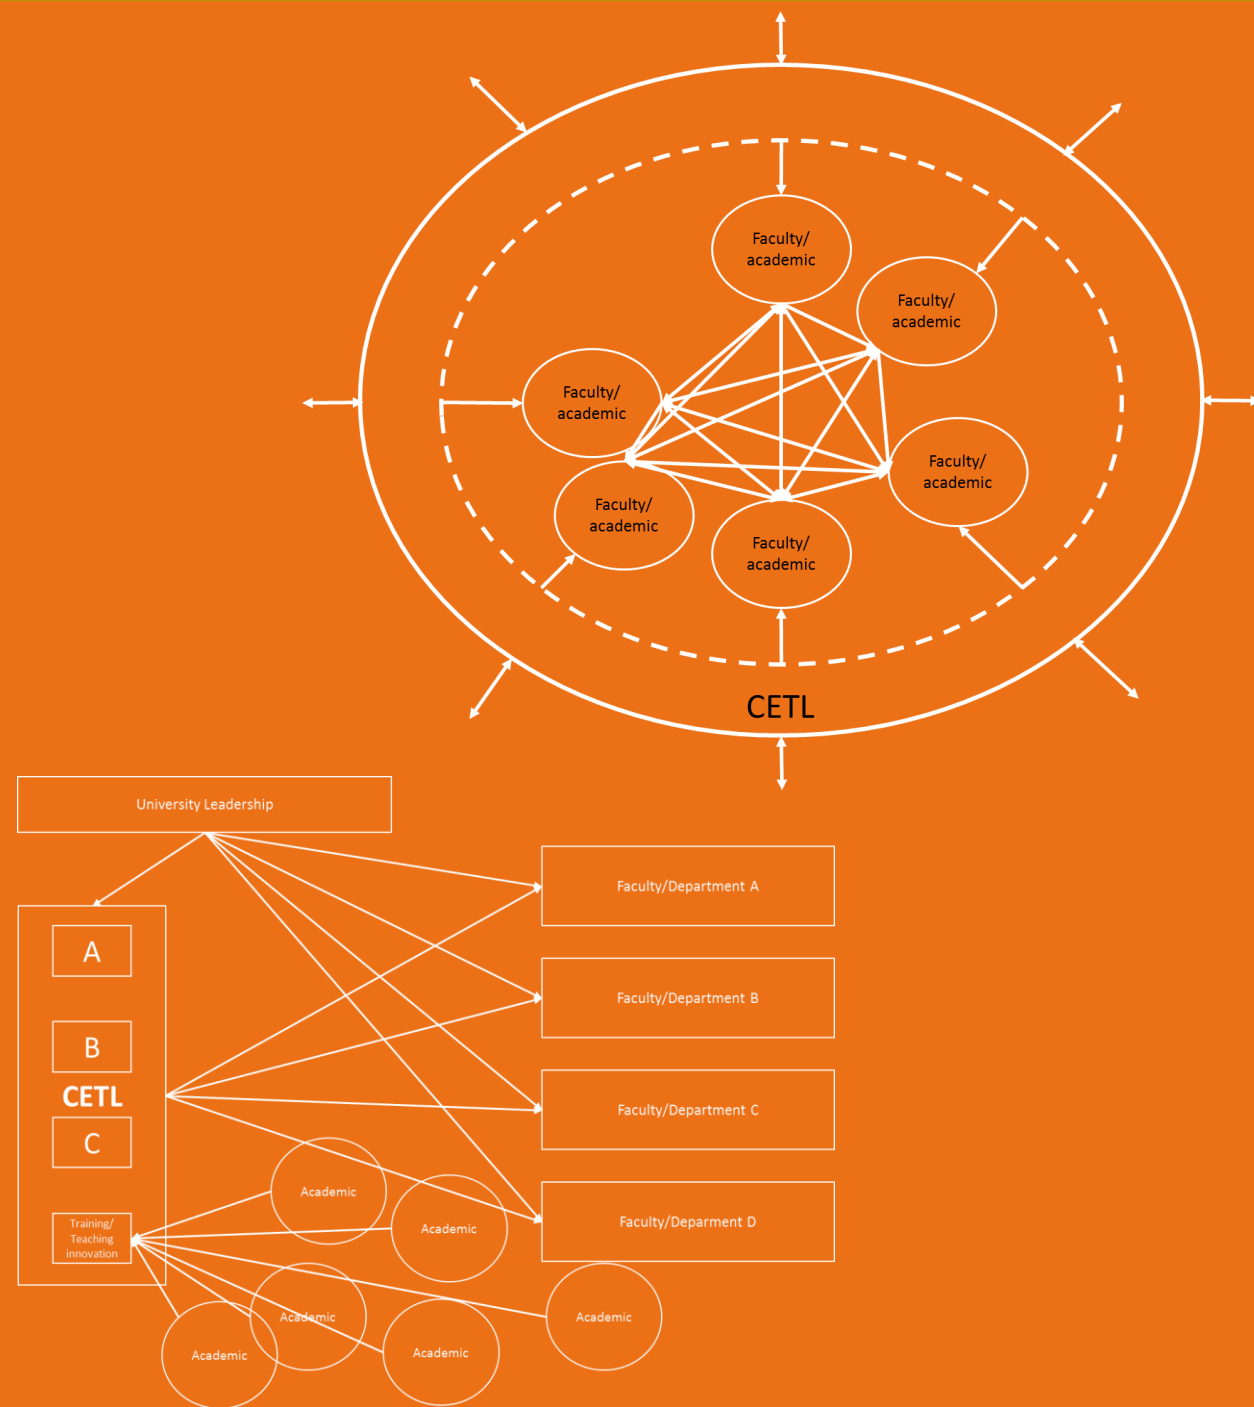 Faculty/
academic
Faculty/
academic
Faculty/
academic
Faculty/
academic
Faculty/
academic
Faculty/
academic
CETL
University Leadership
Faculty/Department A
A
Faculty/Department B
B
CETL
Faculty/Department C
C
Academic
Academic
Faculty/Deparment D
Training/
Teaching
innovation
Academic
Academic
Academic
Academic